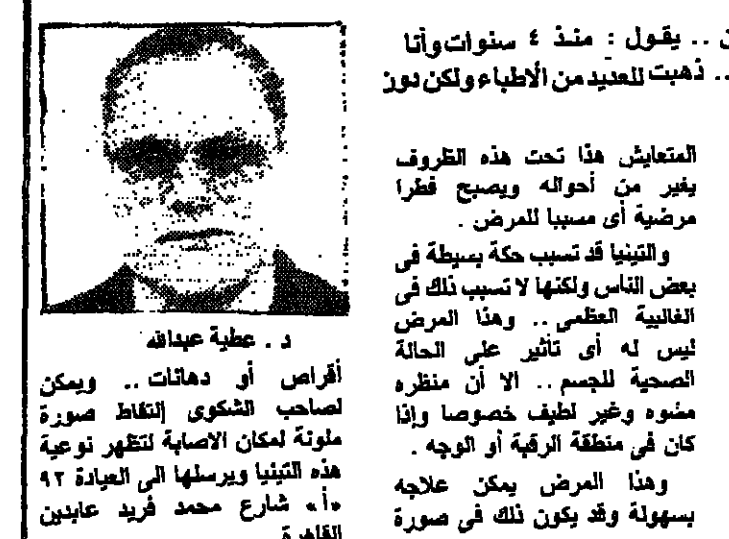 .. يقول : منذ ٤ سنوات وأنا
.. ذهبت للعديد من الأطباء ولكن دون
المتعايش هذا تحت هذه الظروف
يغير من أحواله ويصبح فطرا
مرضية أى مسببا للمرض .
والتينيا قد تسبب حكة بسيطة فى
بعض الناس ولكنها لا تسبب ذلك فى
الغالبية العظمى .. وهذا المرض
ليس له أى تأثير على الحالة
الصحية للجسم .. الا أن منظره
مشوه وغير لطيف خصوصا وإذا
كان فى منطقة الرقبة أو الوجه .
وهذا المرض يمكن علاجه
بسهولة وقد يكون ذلك فى صورة
د . عطية عبدالله
أقراص أو دهانات .. ويمكن
لصاحب الشكوى إلتقاط صورة
ملونة لمكان الاصابة لتظهر نوعية
هذه التينيا ويرسلها الى العيادة ٩٢
«أ» شارع محمد فريد عابدين
القاهرة